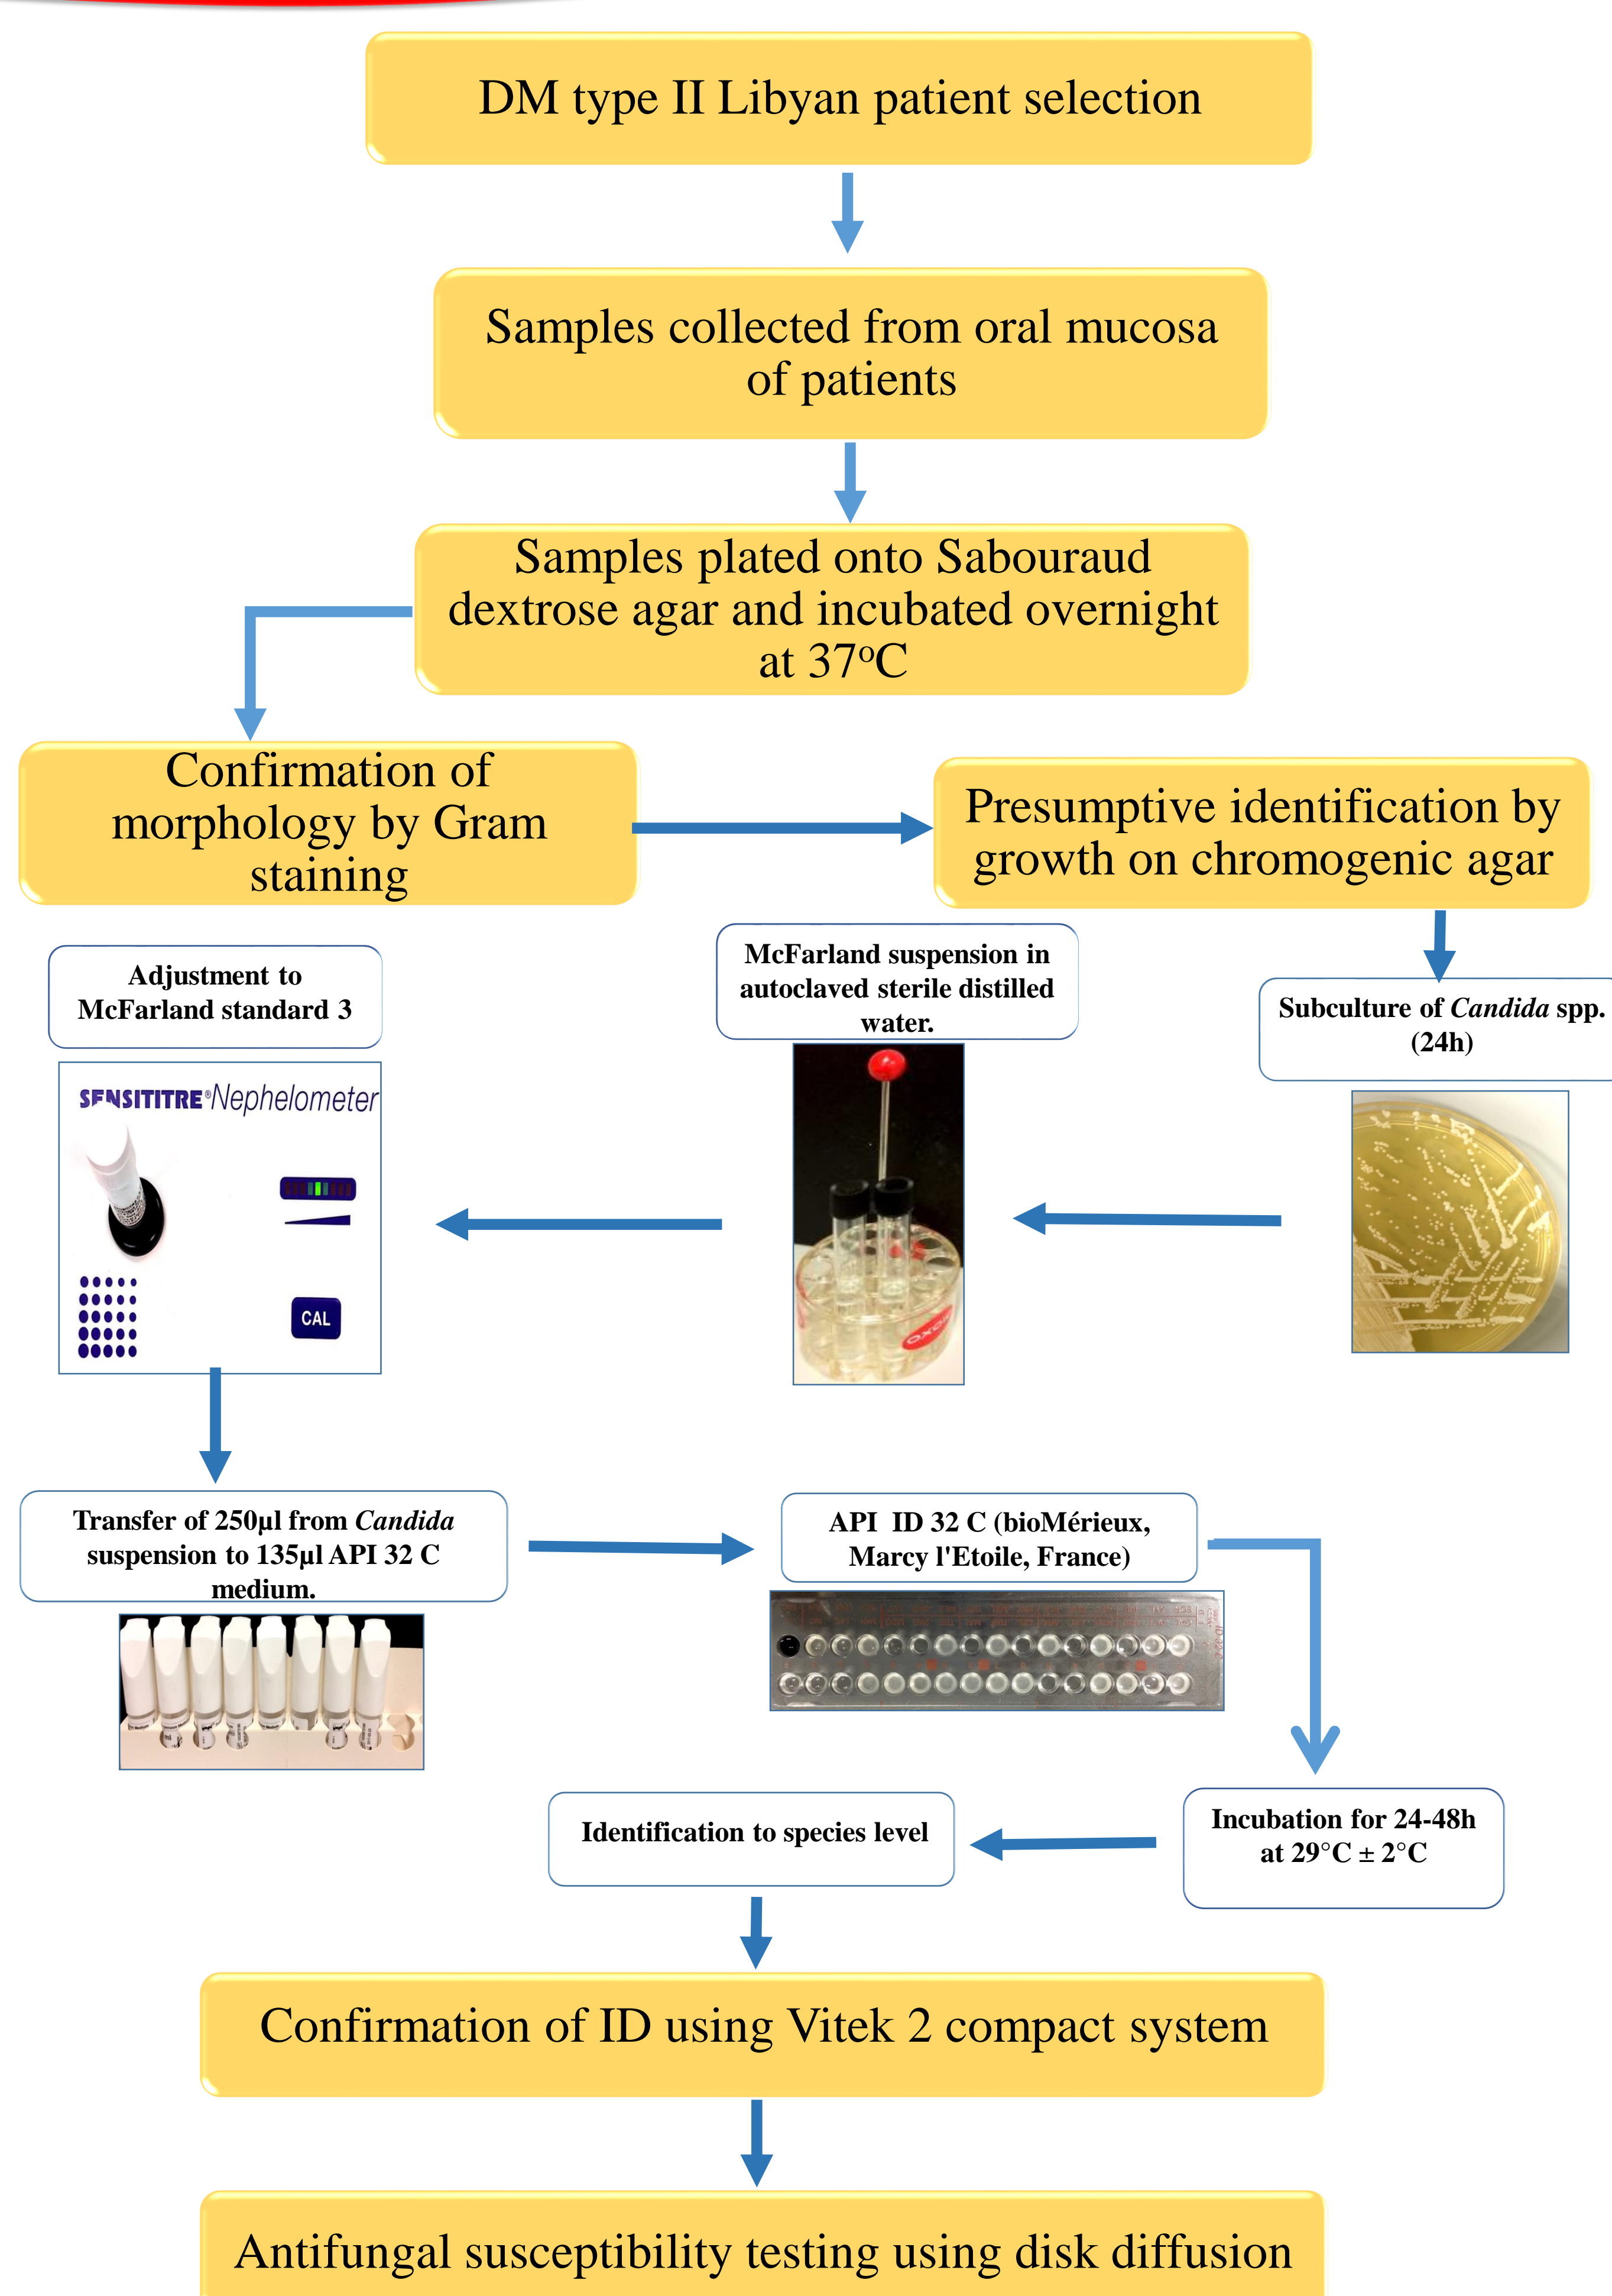 DM type II Libyan patient selection
Samples collected from oral mucosa
of patients
Samples plated onto Sabouraud
dextrose agar and incubated overnight
at 37ºC
Confirmation of
morphology by Gram
staining
Presumptive identification by
growth on chromogenic agar
Subculture of Candida spp.
(24h)
McFarland suspension in
autoclaved sterile distilled
water.
OXOID
Adjustment to
McFarland standard 3
SENSITITRE® Nephelometer
CAL
Transfer of 250µl from Candida
suspension to 135µl API 32 C
medium.
API ID 32 C (bioMérieux,
Marcy l'Etoile, France)
Incubation for 24-48h
at 29°C ± 2°C
Identification to species level
Confirmation of ID using Vitek 2 compact system
Antifungal susceptibility testing using disk diffusion